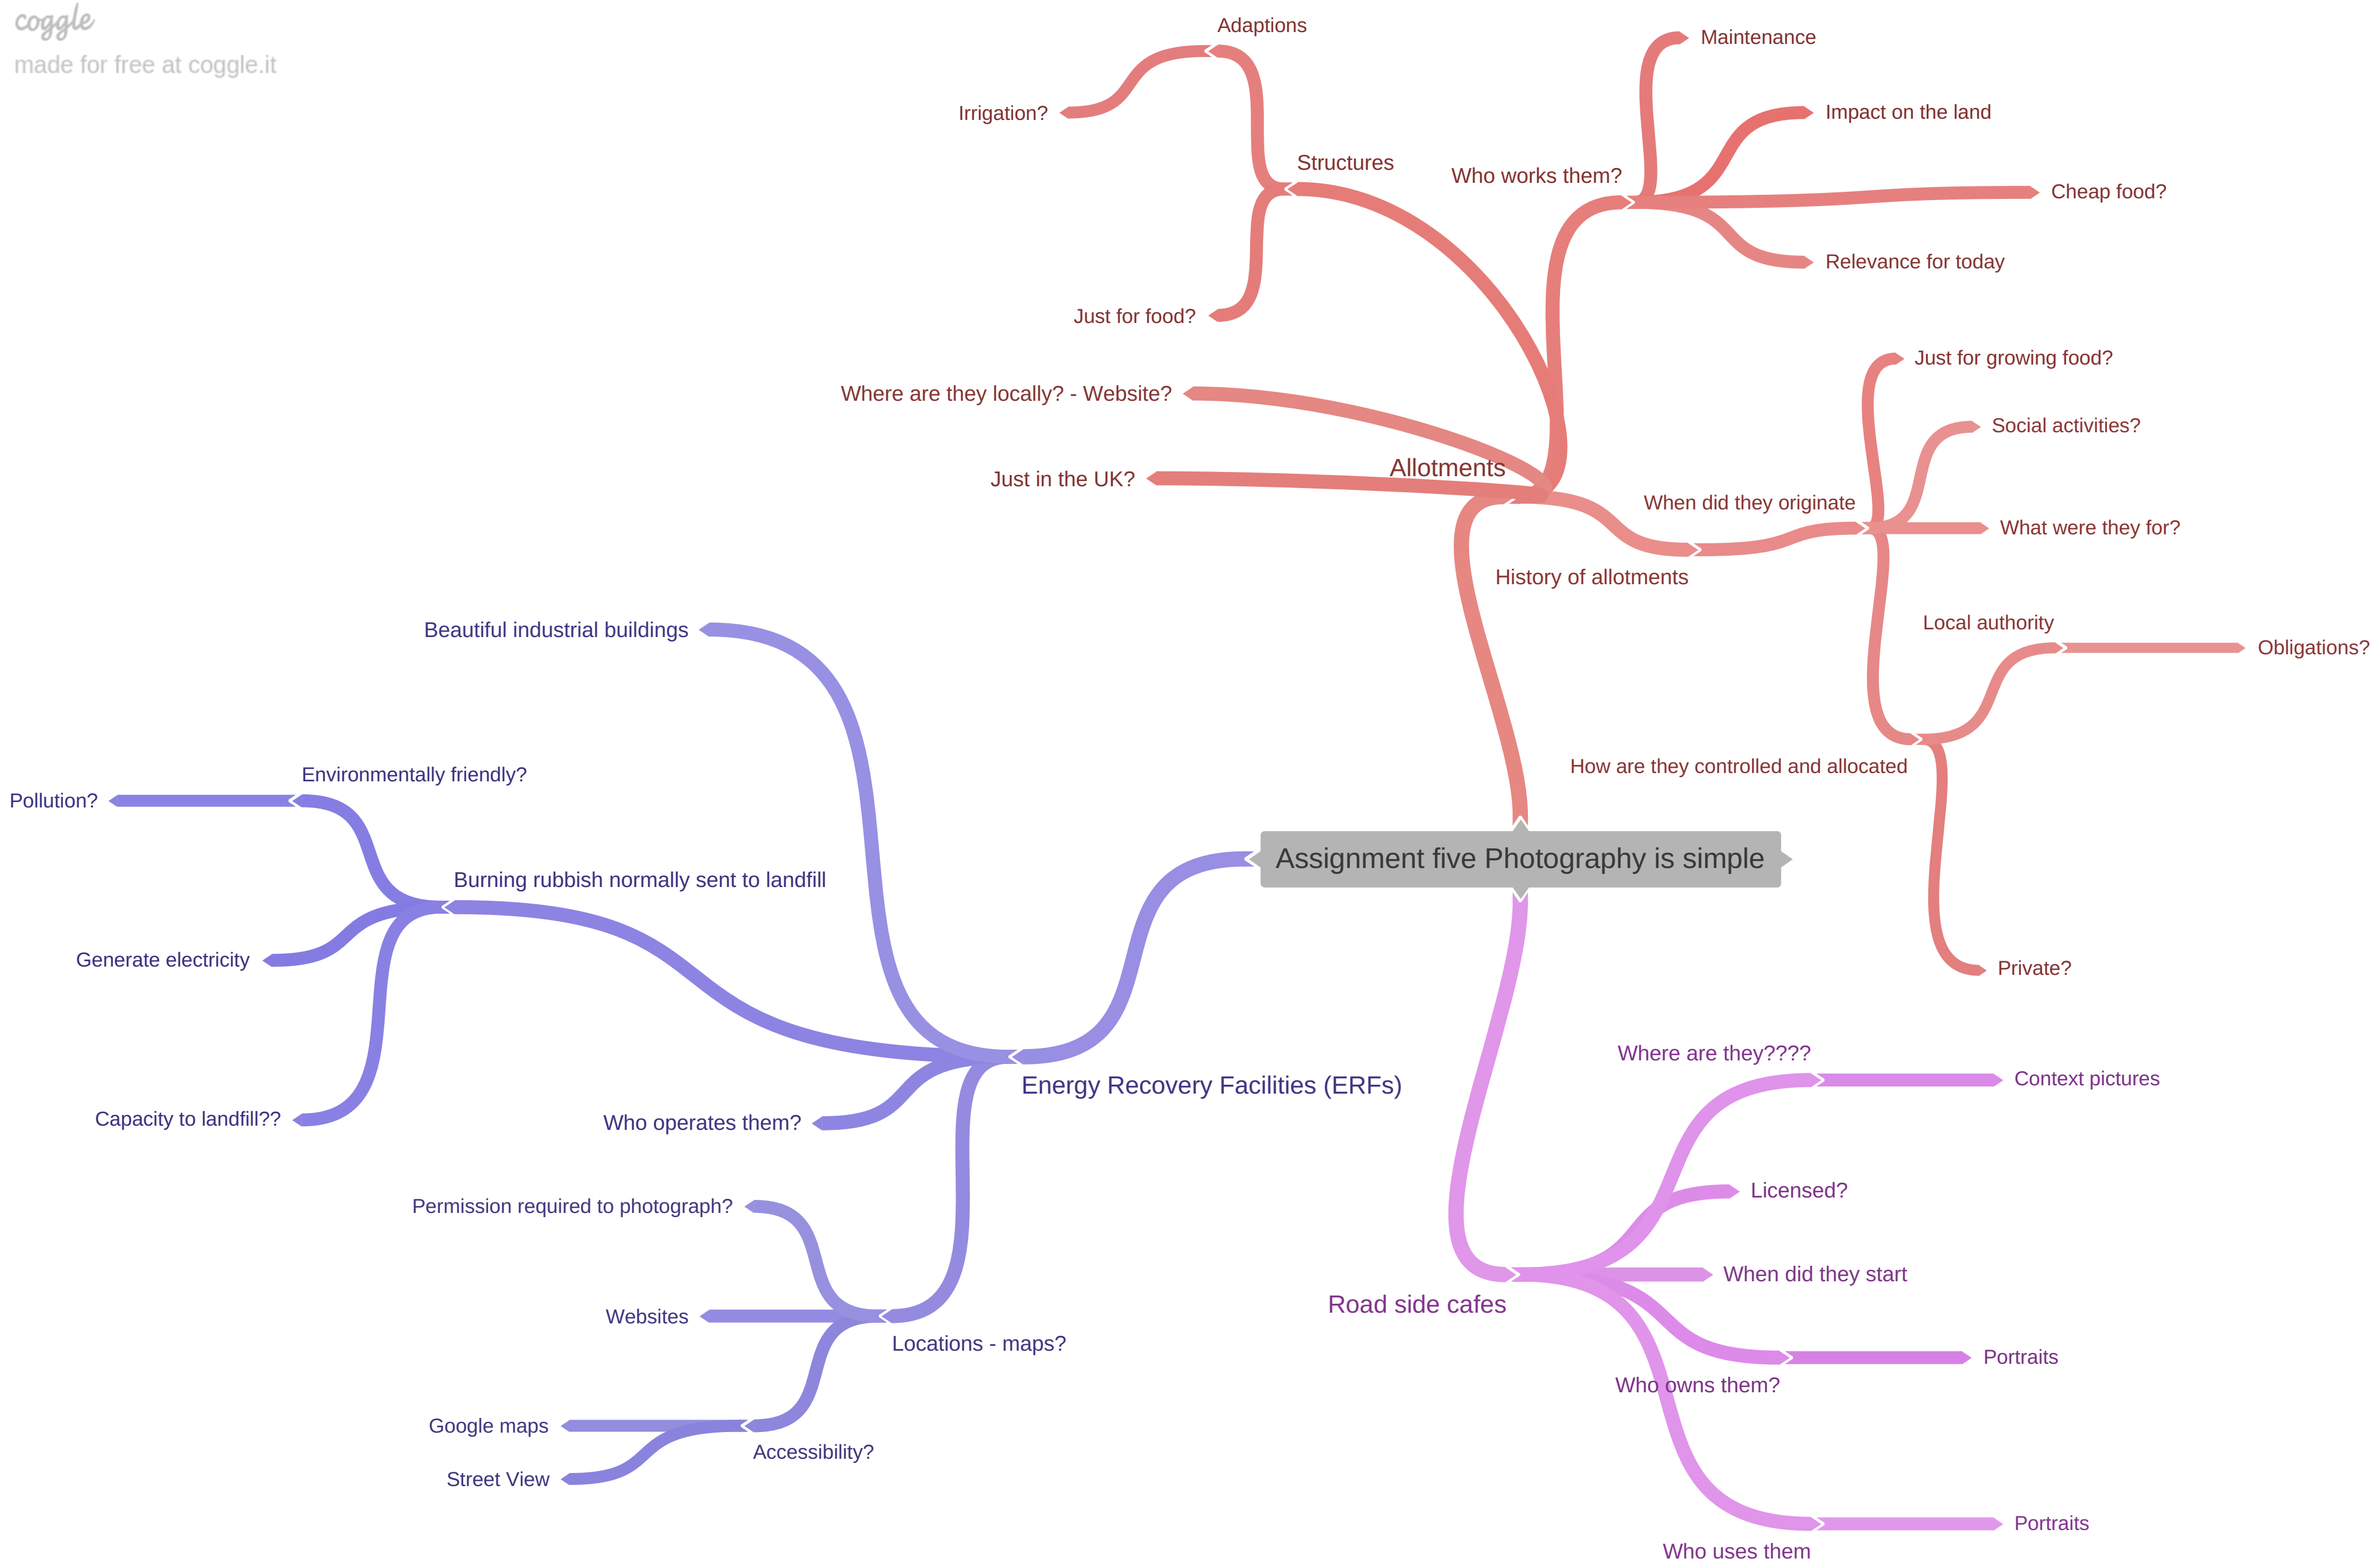 coggle
made for free at coggle.it
Adaptions
Irrigation?
Structures
Just for food?
Where are they locally? - Website?
Just in the UK?
Allotments
Who works them?
Maintenance
Impact on the land
Cheap food?
Relevance for today
History of allotments
When did they originate
Just for growing food?
Social activities?
What were they for?
How are they controlled and allocated
Local authority
Obligations?
Private?
Assignment five Photography is simple
Beautiful industrial buildings
Environmentally friendly?
Pollution?
Burning rubbish normally sent to landfill
Generate electricity
Capacity to landfill??
Energy Recovery Facilities (ERFs)
Who operates them?
Permission required to photograph?
Websites
Locations - maps?
Google maps
Street View
Accessibility?
Road side cafes
Where are they????
Context pictures
Licensed?
When did they start
Who owns them?
Portraits
Who uses them
Portraits